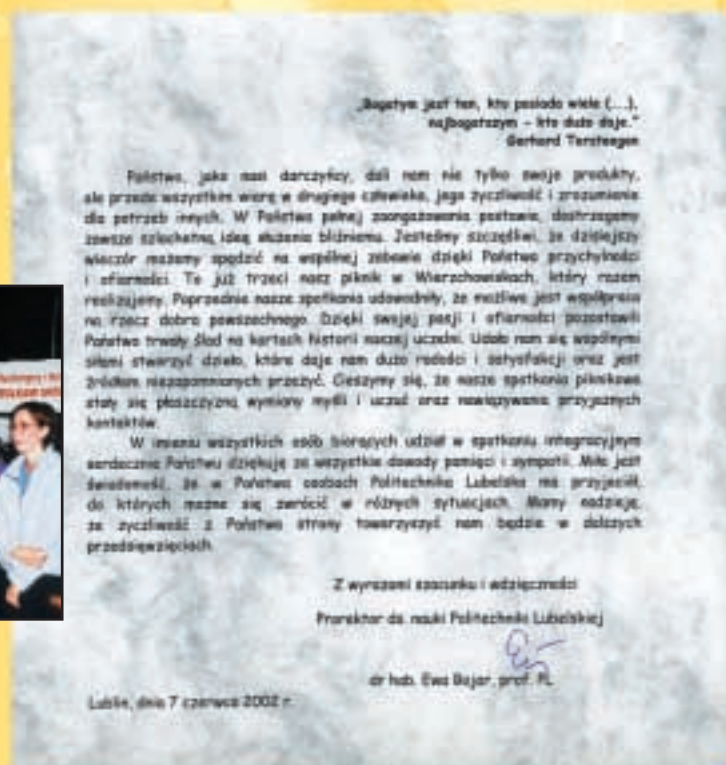 „Bogatym jest ten, kto posiada wiele (...),
najbogatszym – kto dużo daje."
Gerhard Tersteegen
Państwo, jako nasi darczyńcy, dali nam nie tylko swoje produkty,
ale przede wszystkim wiarę w drugiego człowieka, jego życzliwość i zrozumienie
dla potrzeb innych. W Państwa pełnej zaangażowania postawie, dostrzegamy
zawsze szlachetną ideę służenia bliźniemu. Jesteśmy szczęśliwi, że dzisiejszy
wieczór możemy spędzić na wspólnej zabawie dzięki Państwa przychylności
i ofiarności. To już trzeci nasz piknik w Wierzchowiskach, który razem
realizujemy. Poprzednie nasze spotkania udowodniły, że możliwa jest współpraca
na rzecz dobra powszechnego. Dzięki swojej pasji i ofiarności pozostawili
Państwo trwały ślad na kartach historii naszej uczelni. Udało nam się wspólnymi
siłami stworzyć dzieło, które daje nam dużo radości i satysfakcji oraz jest
źródłem niezapomnianych przeżyć. Cieszymy się, że nasze spotkania piknikowe
stały się płaszczyzną wymiany myśli i uczuć oraz nawiązywania przyjaznych
kontaktów.
W imieniu wszystkich osób biorących udział w spotkaniu integracyjnym
serdecznie Państwu dziękuję za wszystkie dowody pamięci i sympatii. Miła jest
świadomość, że w Państwa osobach Politechnika Lubelska ma przyjaciół,
do których można się zwrócić w różnych sytuacjach. Mamy nadzieję,
że życzliwość z Państwa strony towarzyszyć nam będzie w dalszych
przedsięwzięciach.
Z wyrazami szacunku i wdzięczności
Prorektor ds. nauki Politechniki Lubelskiej
dr hab. Ewa Bojar, prof. PL
Lublin, dnia 7 czerwca 2002 r.